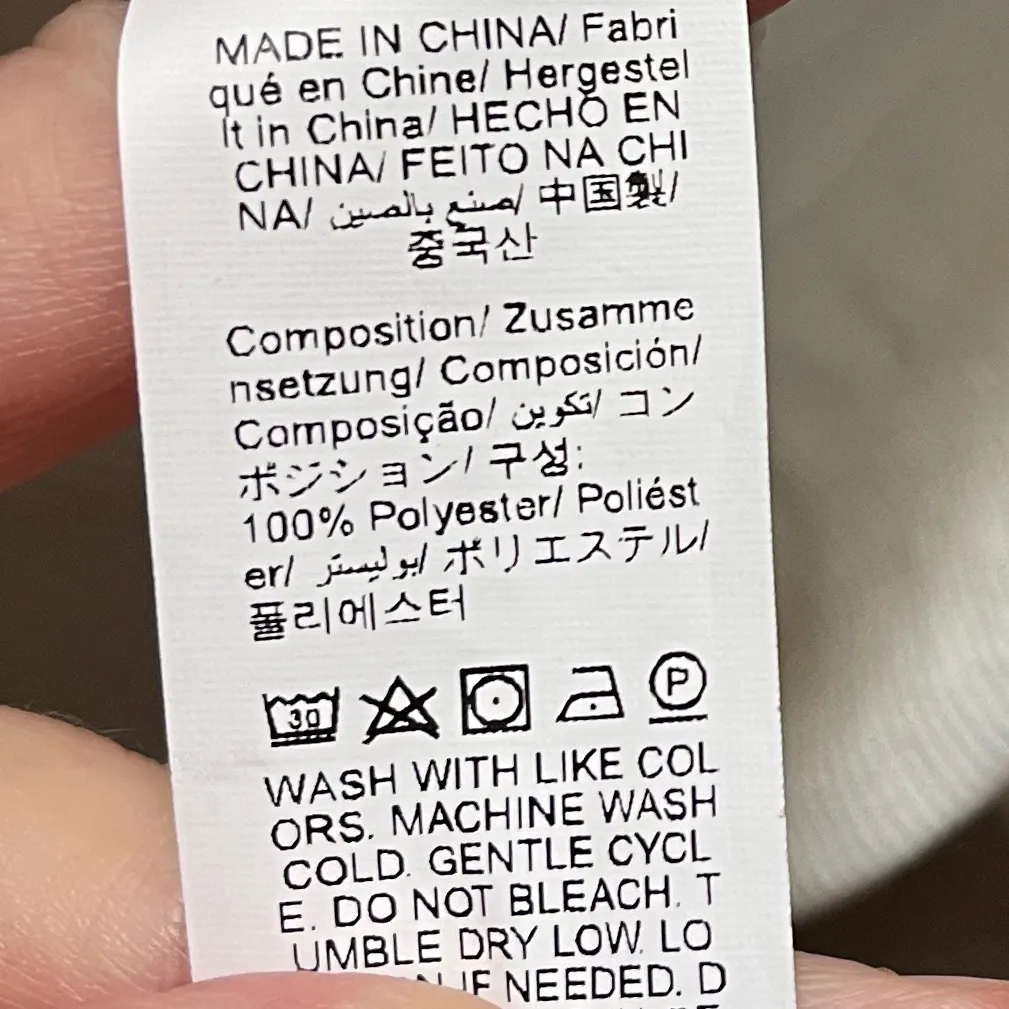 MADE IN CHINA/ Fabri
qué en Chine/ Hergestel
lt in China/ HECHO EN
CHINA/ FEITO NA CHI
NA/ صنع بالصين/ 中国製/
중국산
Composition/ Zusamme
nsetzung/ Composición/
Composição/ تكوين/ コン
ポジション/ 구성:
100% Polyester/ Poliést
er/ بوليستر/ ポリエステル/
폴리에스터
30
P
WASH WITH LIKE COL
ORS. MACHINE WASH
COLD. GENTLE CYCL
E. DO NOT BLEACH. T
UMBLE DRY LOW. LO
IF NEEDED. D